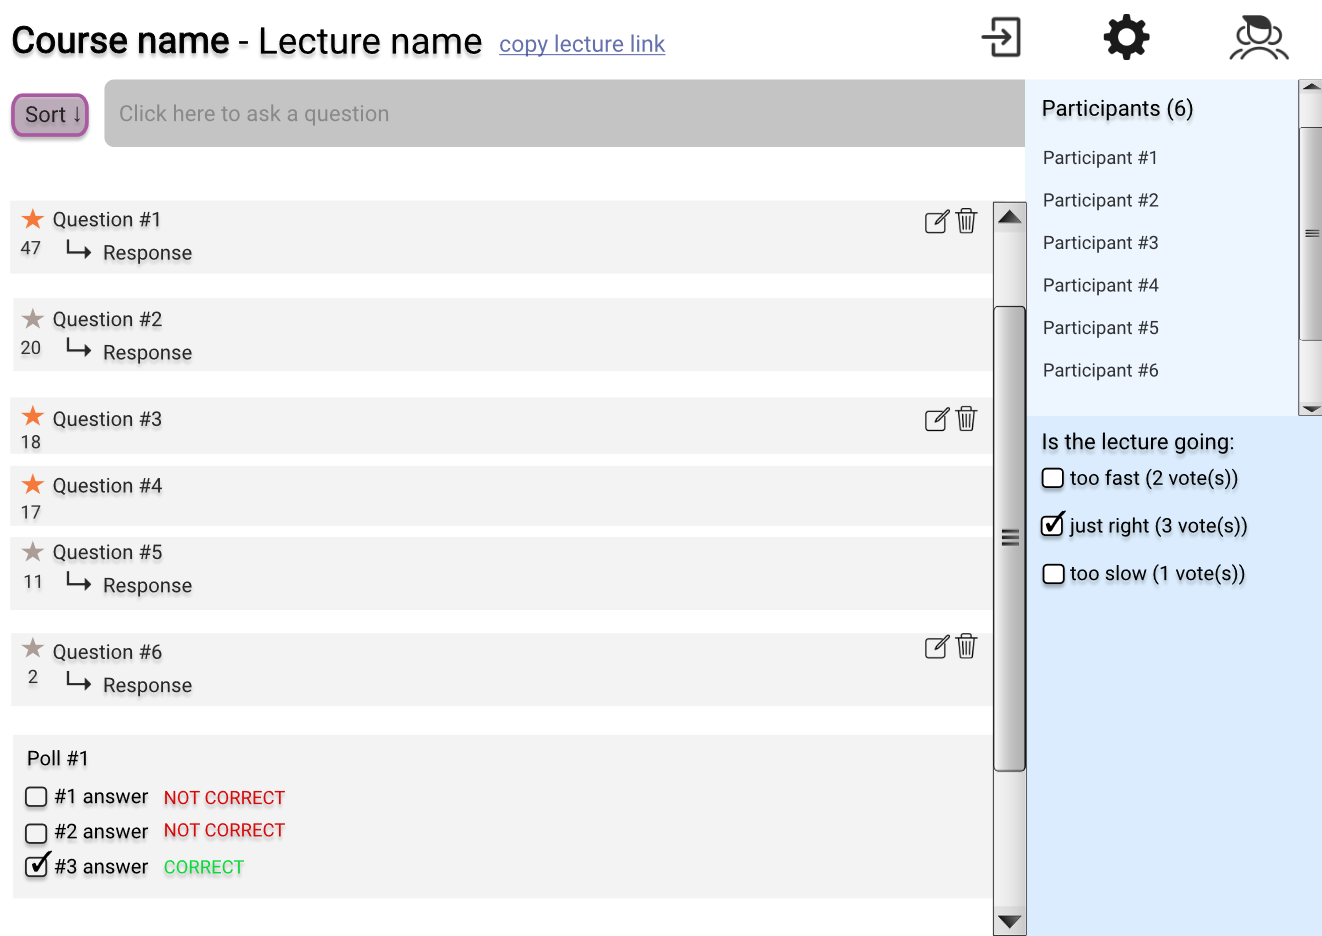 Course name - Lecture name copy lecture link
Sort ↓
Click here to ask a question
Question #1
47
Response
Question #2
20
Response
Question #3
18
Question #4
17
Question #5
11
Response
Question #6
2
Response
Poll #1
#1 answer NOT CORRECT
#2 answer NOT CORRECT
#3 answer CORRECT
Participants (6)
Participant #1
Participant #2
Participant #3
Participant #4
Participant #5
Participant #6
Is the lecture going:
too fast (2 vote(s))
just right (3 vote(s))
too slow (1 vote(s))